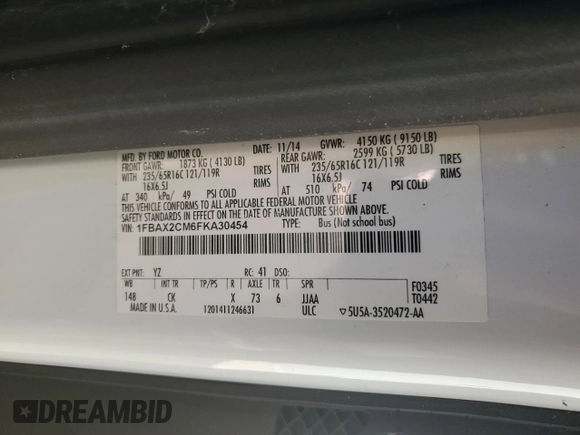 MFD. BY FORD MOTOR CO. DATE: 11/14 GVWR: 4150 KG ( 9150 LB)
FRONT GAWR: 1873 KG ( 4130 LB) REAR GAWR: 2599 KG ( 5730 LB)
WITH 235/65R16C 121/119R TIRES WITH 235/65R16C 121/119R TIRES
16X6.5J RIMS 16X6.5J RIMS
AT 340 kPa/ 49 PSI COLD AT 510 kPa/ 74 PSI COLD
THIS VEHICLE CONFORMS TO ALL APPLICABLE FEDERAL MOTOR VEHICLE
SAFETY STANDARDS IN EFFECT ON THE DATE OF MANUFACTURE SHOWN ABOVE.
VIN: 1FBAX2CM6FKA30454 TYPE: Bus (Not school bus)
EXT PNT: YZ RC: 41 DSO:
WB INT TR TP/PS R AXLE TR SPR F0345
148 CK X 73 6 JJAA T0442
MADE IN U.S.A. 1201411246631 ULC ▽5U5A-3520472-AA
DREAMBID